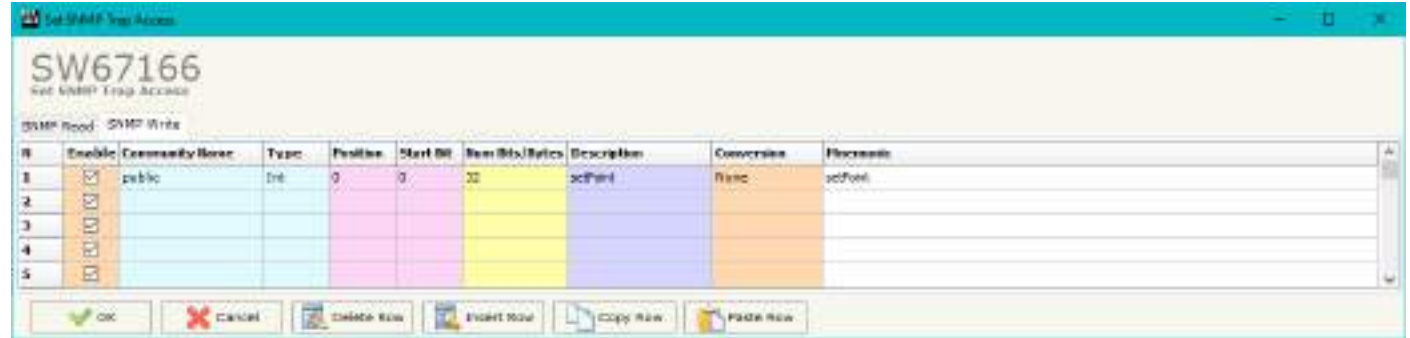 Set SNMP Trap Access
SW67166
Set SNMP Trap Access
SNMP Read SNMP Write
N Enable Community Name Type Position Start Bit Num Bits/Bytes Description Conversion Mnemonic
1 public Int 0 0 32 setPoint None setPoint
2
3
4
5
OK Cancel Delete Row Insert Row Copy Row Paste Row